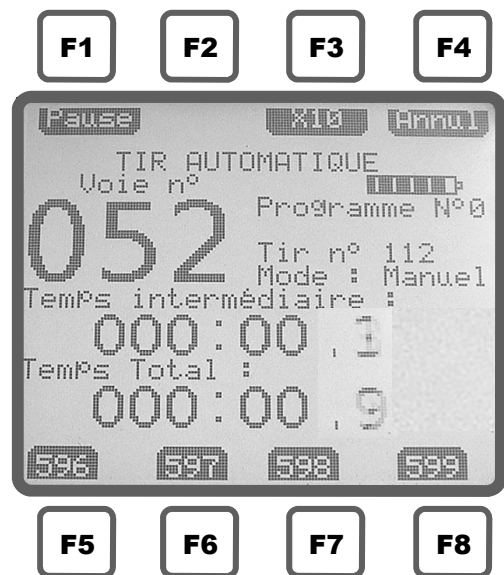 F1 F2 F3 F4
Pause X10 Annul
TIR AUTOMATIQUE
Voie n°
052
Programme N°0
Tir n° 112
Mode : Manuel
Temps intermédiaire :
000:00.1
Temps Total :
000:00.9
596 597 598 599
F5 F6 F7 F8